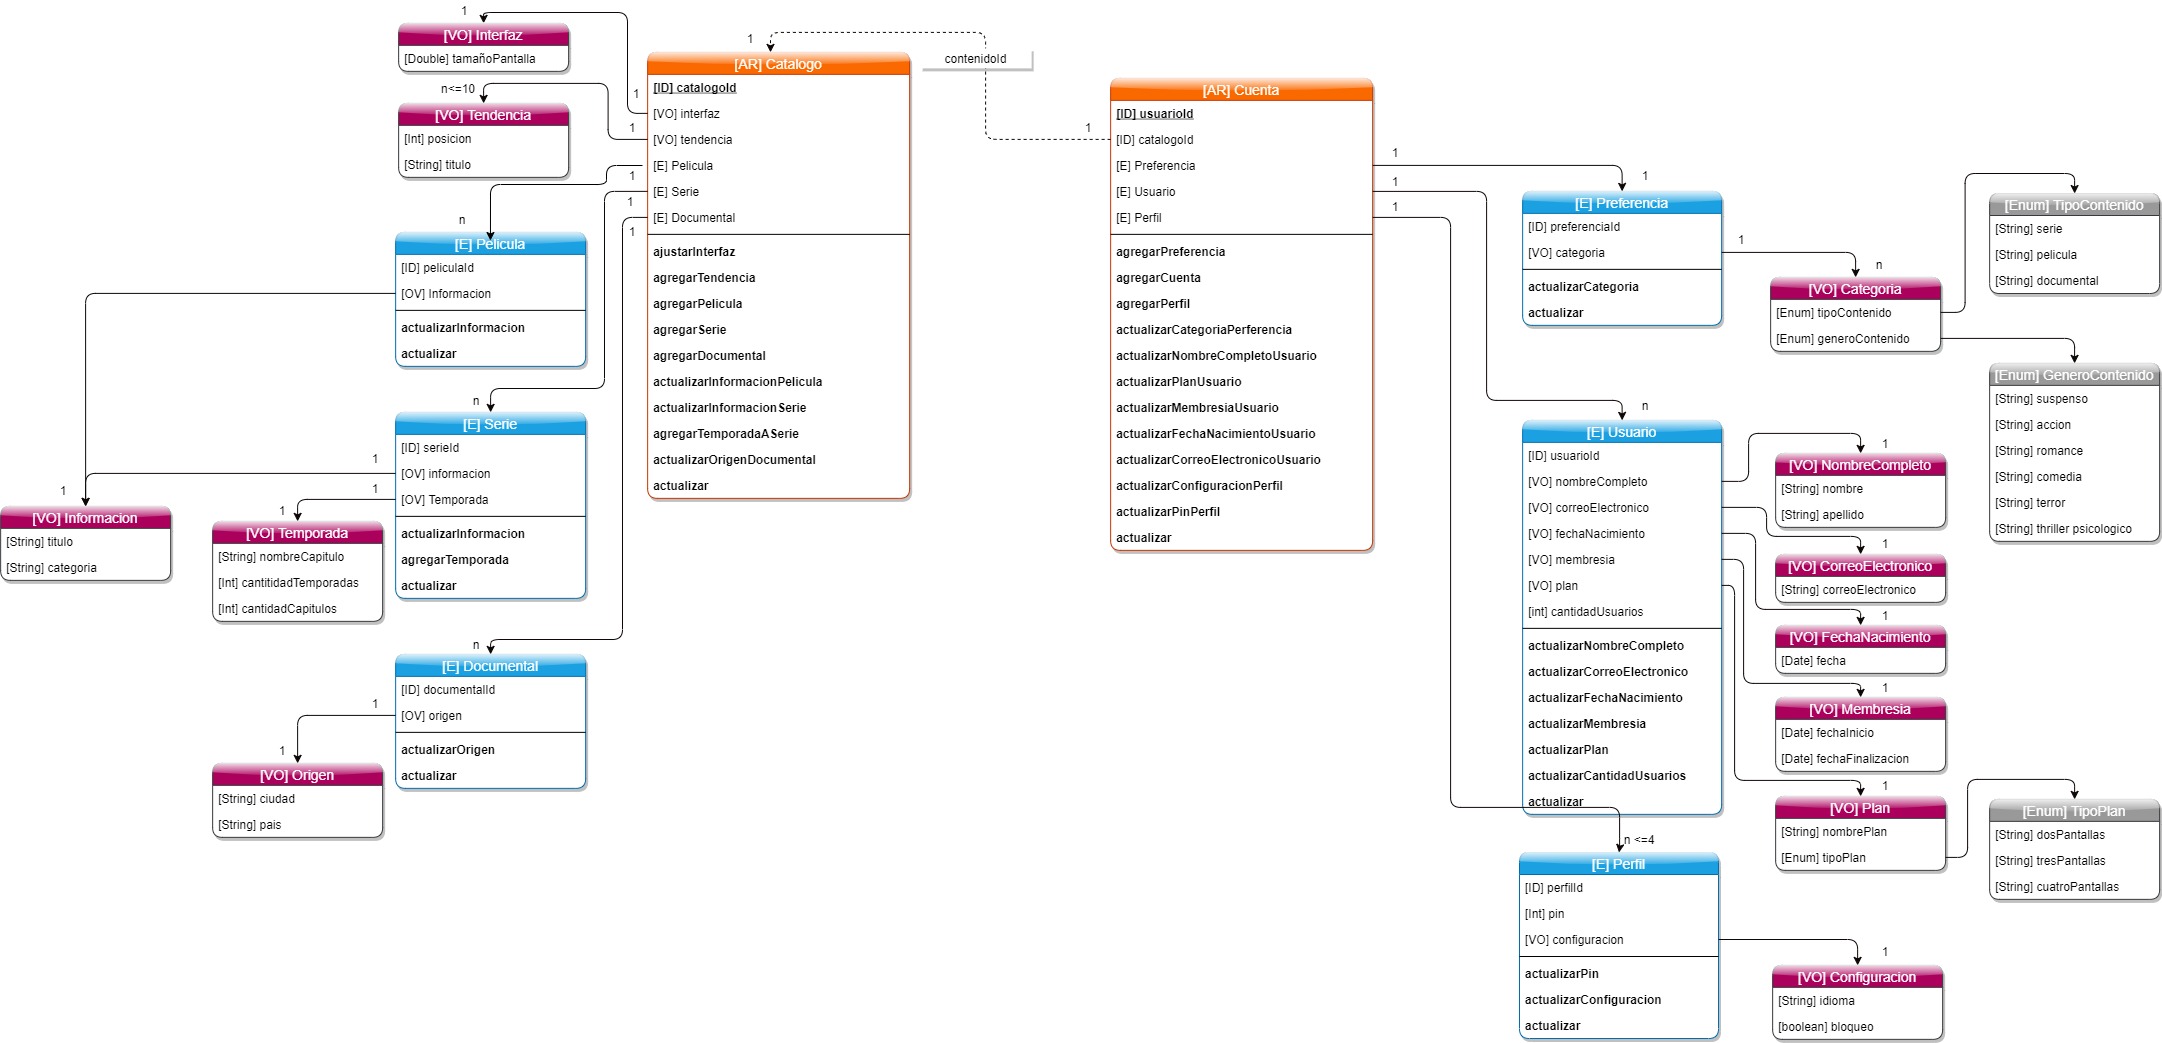 1
[VO] Interfaz
[Double] tamañoPantalla
n<=10
[VO] Tendencia
[Int] posicion
[String] titulo
1
[AR] Catalogo
[ID] catalogoId
[VO] interfaz
[VO] tendencia
[E] Pelicula
[E] Serie
[E] Documental
ajustarInterfaz
agregarTendencia
agregarPelicula
agregarSerie
agregarDocumental
actualizarInformacionPelicula
actualizarInformacionSerie
agregarTemporadaASerie
actualizarOrigenDocumental
actualizar
1
1
1
1
1
contenidoId
1
n
[E] Pelicula
[ID] peliculaId
[OV] Informacion
actualizarInformacion
actualizar
n
[E] Serie
[ID] serieId
[OV] informacion
[OV] Temporada
actualizarInformacion
agregarTemporada
actualizar
1
1
1
[VO] Informacion
[String] titulo
[String] categoria
1
[VO] Temporada
[String] nombreCapitulo
[Int] cantitidadTemporadas
[Int] cantidadCapitulos
n
[E] Documental
[ID] documentalId
[OV] origen
actualizarOrigen
actualizar
1
1
[VO] Origen
[String] ciudad
[String] pais
[AR] Cuenta
[ID] usuarioId
[ID] catalogoId
[E] Preferencia
[E] Usuario
[E] Perfil
agregarPreferencia
agregarCuenta
agregarPerfil
actualizarCategoriaPerferencia
actualizarNombreCompletoUsuario
actualizarPlanUsuario
actualizarMembresiaUsuario
actualizarFechaNacimientoUsuario
actualizarCorreoElectronicoUsuario
actualizarConfiguracionPerfil
actualizarPinPerfil
actualizar
1
1
1
1
[E] Preferencia
[ID] preferenciaId
[VO] categoria
actualizarCategoria
actualizar
1
n
[VO] Categoria
[Enum] tipoContenido
[Enum] generoContenido
[Enum] TipoContenido
[String] serie
[String] pelicula
[String] documental
[Enum] GeneroContenido
[String] suspenso
[String] accion
[String] romance
[String] comedia
[String] terror
[String] thriller psicologico
n
[E] Usuario
[ID] usuarioId
[VO] nombreCompleto
[VO] correoElectronico
[VO] fechaNacimiento
[VO] membresia
[VO] plan
[int] cantidadUsuarios
actualizarNombreCompleto
actualizarCorreoElectronico
actualizarFechaNacimiento
actualizarMembresia
actualizarPlan
actualizarCantidadUsuarios
actualizar
1
[VO] NombreCompleto
[String] nombre
[String] apellido
1
[VO] CorreoElectronico
[String] correoElectronico
1
[VO] FechaNacimiento
[Date] fecha
1
[VO] Membresia
[Date] fechaInicio
[Date] fechaFinalizacion
1
[VO] Plan
[String] nombrePlan
[Enum] tipoPlan
[Enum] TipoPlan
[String] dosPantallas
[String] tresPantallas
[String] cuatroPantallas
n <=4
[E] Perfil
[ID] perfilId
[Int] pin
[VO] configuracion
actualizarPin
actualizarConfiguracion
actualizar
1
[VO] Configuracion
[String] idioma
[boolean] bloqueo